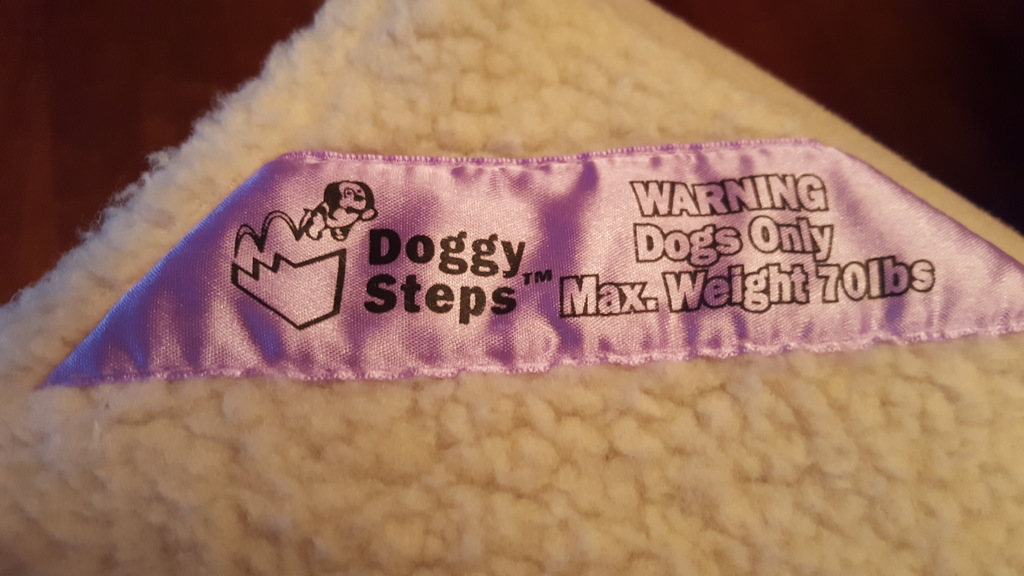 Doggy
Steps™
WARNING
Dogs Only
Max. Weight 70lbs